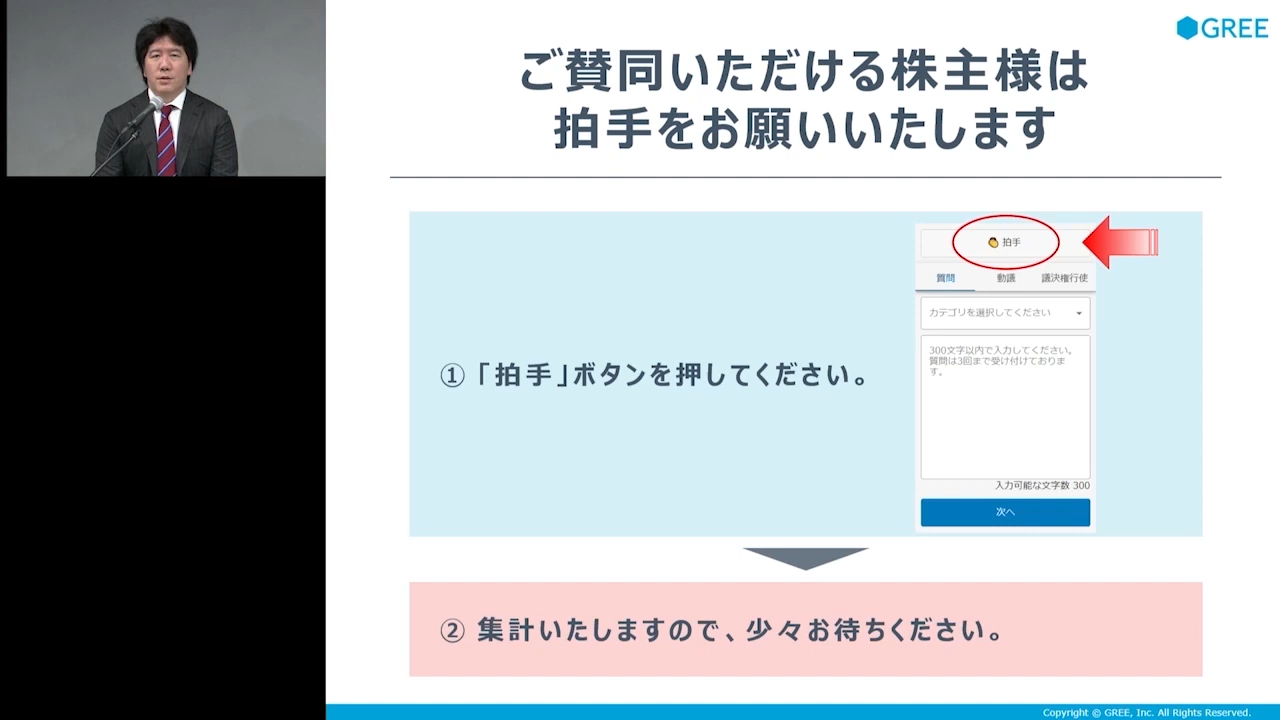 GREE
ご賛同いただける株主様は
拍手をお願いいたします
拍手
質問 動議 議決権行使
カテゴリを選択してください
300文字以内で入力してください。
質問は3回まで受け付けておりま
す。
①「拍手」ボタンを押してください。
入力可能な文字数 300
次へ
② 集計いたしますので、少々お待ちください。
Copyright © GREE, Inc. All Rights Reserved.